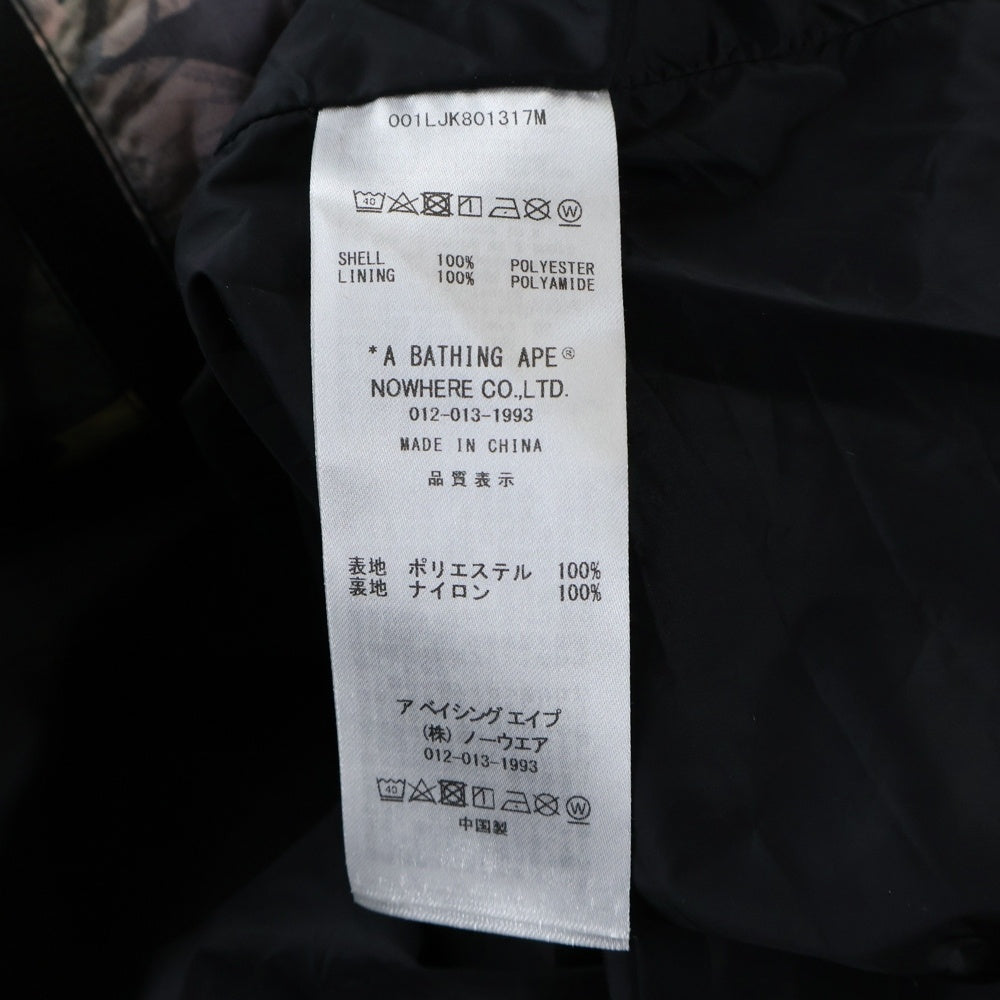 001LJK801317M
40 W
SHELL 100% POLYESTER
LINING 100% POLYAMIDE
*A BATHING APE®
NOWHERE CO.,LTD.
012-013-1993
MADE IN CHINA
品質表示
表地 ポリエステル 100%
裏地 ナイロン 100%
ア ベイシング エイプ
(株) ノーウエア
012-013-1993
40 W
中国製